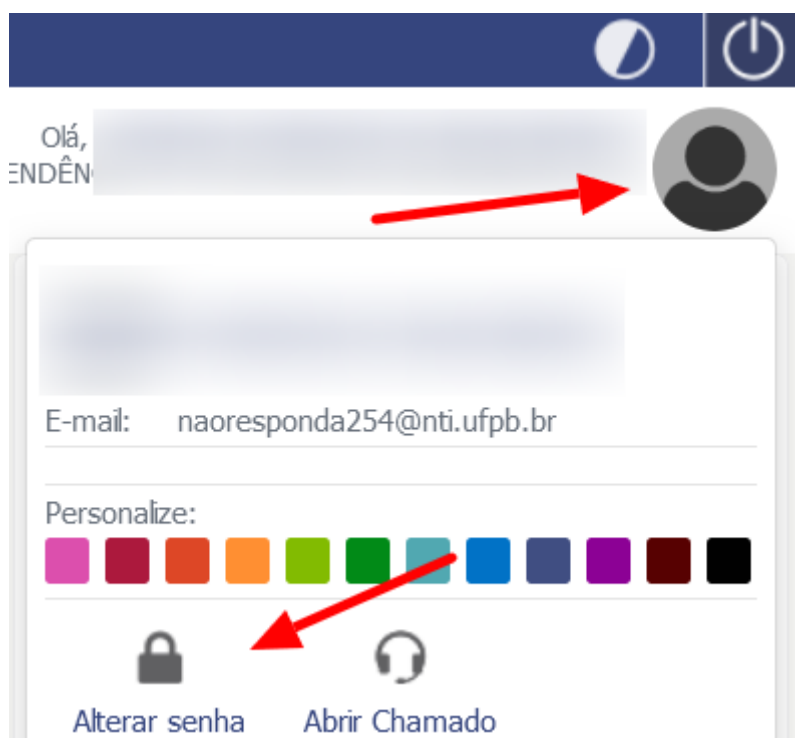 Olá,
ENDÊN
E-mail: naoresponda254@nti.ufpb.br
Personalize:
Alterar senha Abrir Chamado